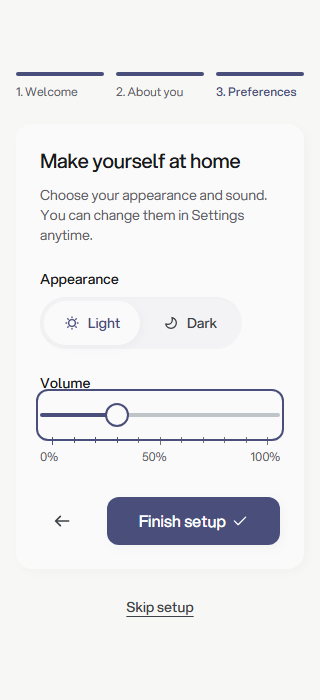 1. Welcome
2. About you
3. Preferences
Make yourself at home
Choose your appearance and sound.
You can change them in Settings
anytime.
Appearance
Light
Dark
Volume
0%
50%
100%
Finish setup
Skip setup